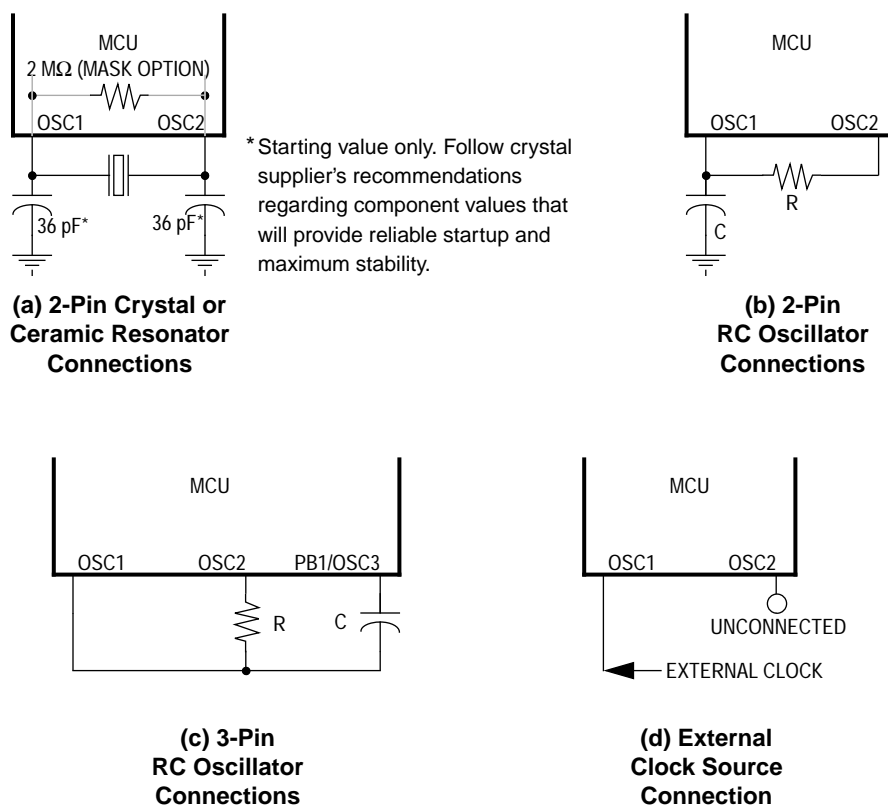 MCU
2 MΩ (MASK OPTION)
OSC1 OSC2
36 pF* 36 pF*
* Starting value only. Follow crystal
supplier's recommendations
regarding component values that
will provide reliable startup and
maximum stability.
(a) 2-Pin Crystal or
Ceramic Resonator
Connections
MCU
OSC1 OSC2
R
C
(b) 2-Pin
RC Oscillator
Connections
MCU
OSC1 OSC2 PB1/OSC3
R C
(c) 3-Pin
RC Oscillator
Connections
MCU
OSC1 OSC2
UNCONNECTED
EXTERNAL CLOCK
(d) External
Clock Source
Connection